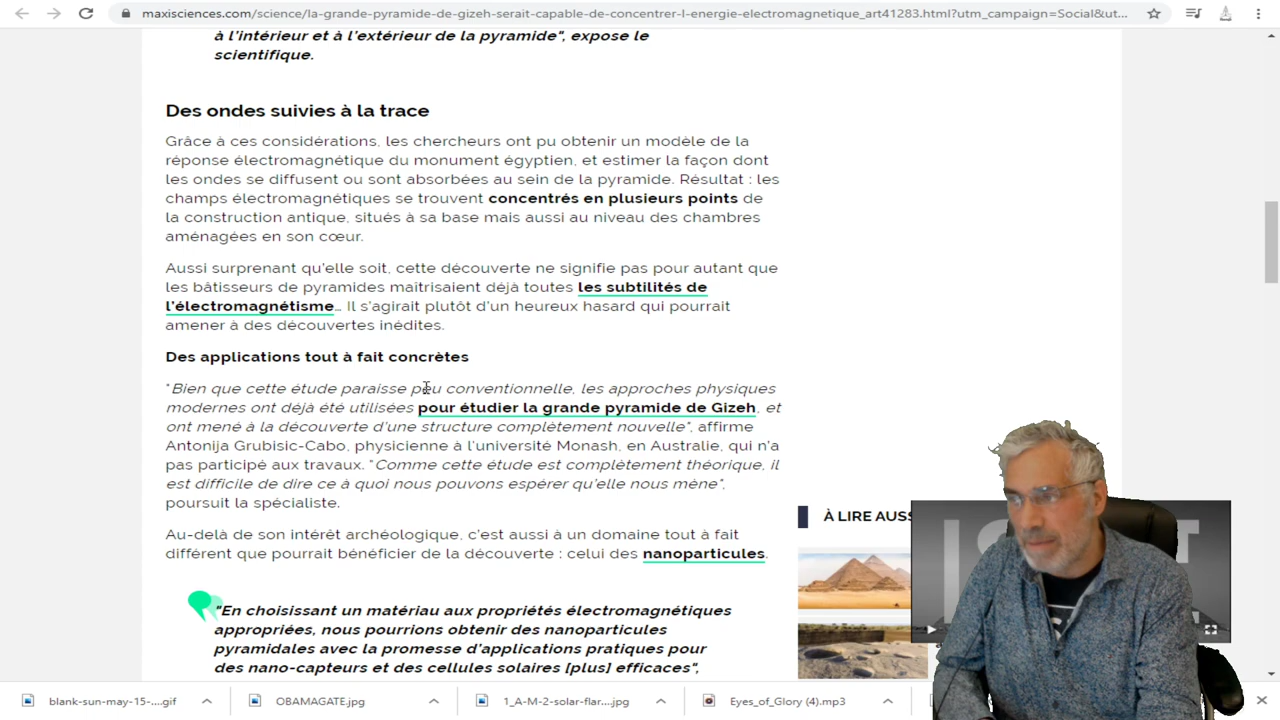 maxisciences.com/science/la-grande-pyramide-de-gizeh-serait-capable-de-concentrer-l-energie-electromagnetique_art41283.html?utm_campaign=Social&ut...
à l'intérieur et à l'extérieur de la pyramide", expose le
scientifique.
Des ondes suivies à la trace
Grâce à ces considérations, les chercheurs ont pu obtenir un modèle de la
réponse électromagnétique du monument égyptien, et estimer la façon dont
les ondes se diffusent ou sont absorbées au sein de la pyramide. Résultat : les
champs électromagnétiques se trouvent concentrés en plusieurs points de
la construction antique, situés à sa base mais aussi au niveau des chambres
aménagées en son cœur.
Aussi surprenant qu'elle soit, cette découverte ne signifie pas pour autant que
les bâtisseurs de pyramides maîtrisaient déjà toutes les subtilités de
l'électromagnétisme... Il s'agirait plutôt d'un heureux hasard qui pourrait
amener à des découvertes inédites.
Des applications tout à fait concrètes
"Bien que cette étude paraisse peu conventionnelle, les approches physiques
modernes ont déjà été utilisées pour étudier la grande pyramide de Gizeh, et
ont mené à la découverte d'une structure complètement nouvelle", affirme
Antonija Grubisic-Cabo, physicienne à l'université Monash, en Australie, qui n'a
pas participé aux travaux. "Comme cette étude est complètement théorique, il
est difficile de dire ce à quoi nous pouvons espérer qu'elle nous mène",
poursuit la spécialiste.
À LIRE AUSS
Au-delà de son intérêt archéologique, c'est aussi à un domaine tout à fait
différent que pourrait bénéficier de la découverte : celui des nanoparticules.
"En choisissant un matériau aux propriétés électromagnétiques
appropriées, nous pourrions obtenir des nanoparticules
pyramidales avec la promesse d'applications pratiques pour
des nano-capteurs et des cellules solaires [plus] efficaces",
blank-sun-may-15-....gif
OBAMAGATE.jpg
1_A-M-2-solar-flar....jpg
Eyes_of_Glory (4).mp3